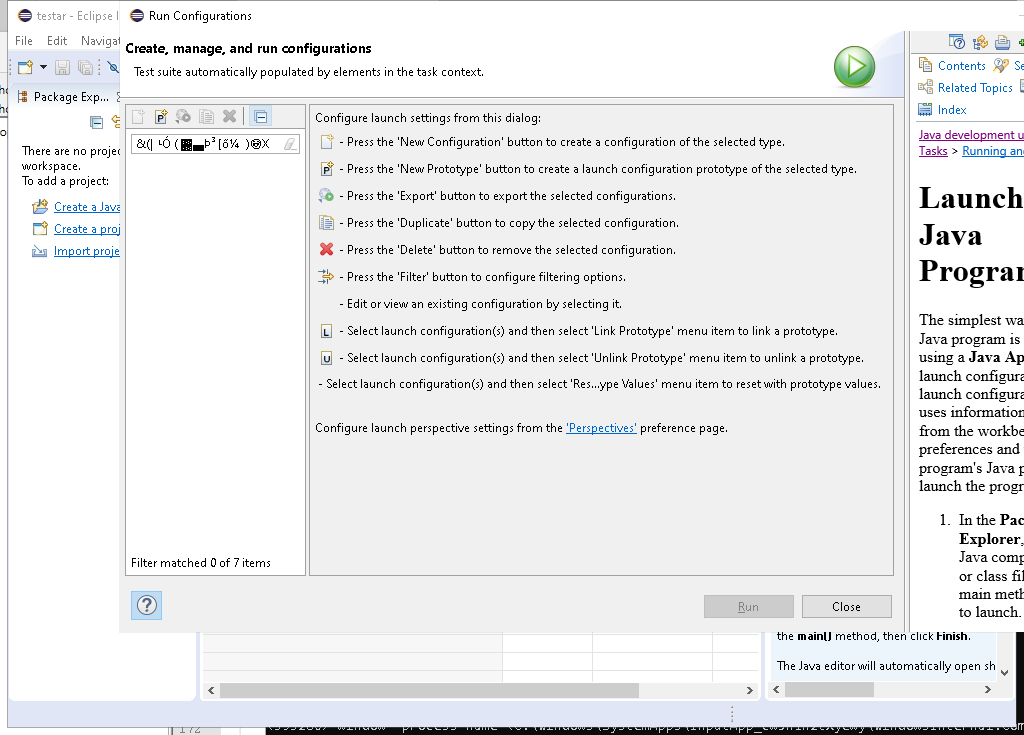 testar - Eclipse I
Run Configurations
File Edit Navigat
Create, manage, and run configurations
Test suite automatically populated by elements in the task context.
Package Exp...
There are no projec
workspace.
To add a project:
Create a Java
Create a proj
Import proje
Filter matched 0 of 7 items
Configure launch settings from this dialog:
- Press the 'New Configuration' button to create a configuration of the selected type.
- Press the 'New Prototype' button to create a launch configuration prototype of the selected type.
- Press the 'Export' button to export the selected configurations.
- Press the 'Duplicate' button to copy the selected configuration.
- Press the 'Delete' button to remove the selected configuration.
- Press the 'Filter' button to configure filtering options.
- Edit or view an existing configuration by selecting it.
- Select launch configuration(s) and then select 'Link Prototype' menu item to link a prototype.
- Select launch configuration(s) and then select 'Unlink Prototype' menu item to unlink a prototype.
- Select launch configuration(s) and then select 'Res...ype Values' menu item to reset with prototype values.
Configure launch perspective settings from the 'Perspectives' preference page.
Run
Close
Contents Se
Related Topics
Index
Java development u
Tasks > Running and
Launch
Java
Program
The simplest wa
Java program is
using a Java Ap
launch configura
launch configura
uses information
from the workbe
preferences and
program's Java p
launch the progr
1. In the Pac
Explorer,
Java comp
or class fil
main meth
to launch.
the main() method, then click Finish.
The Java editor will automatically open sh
172